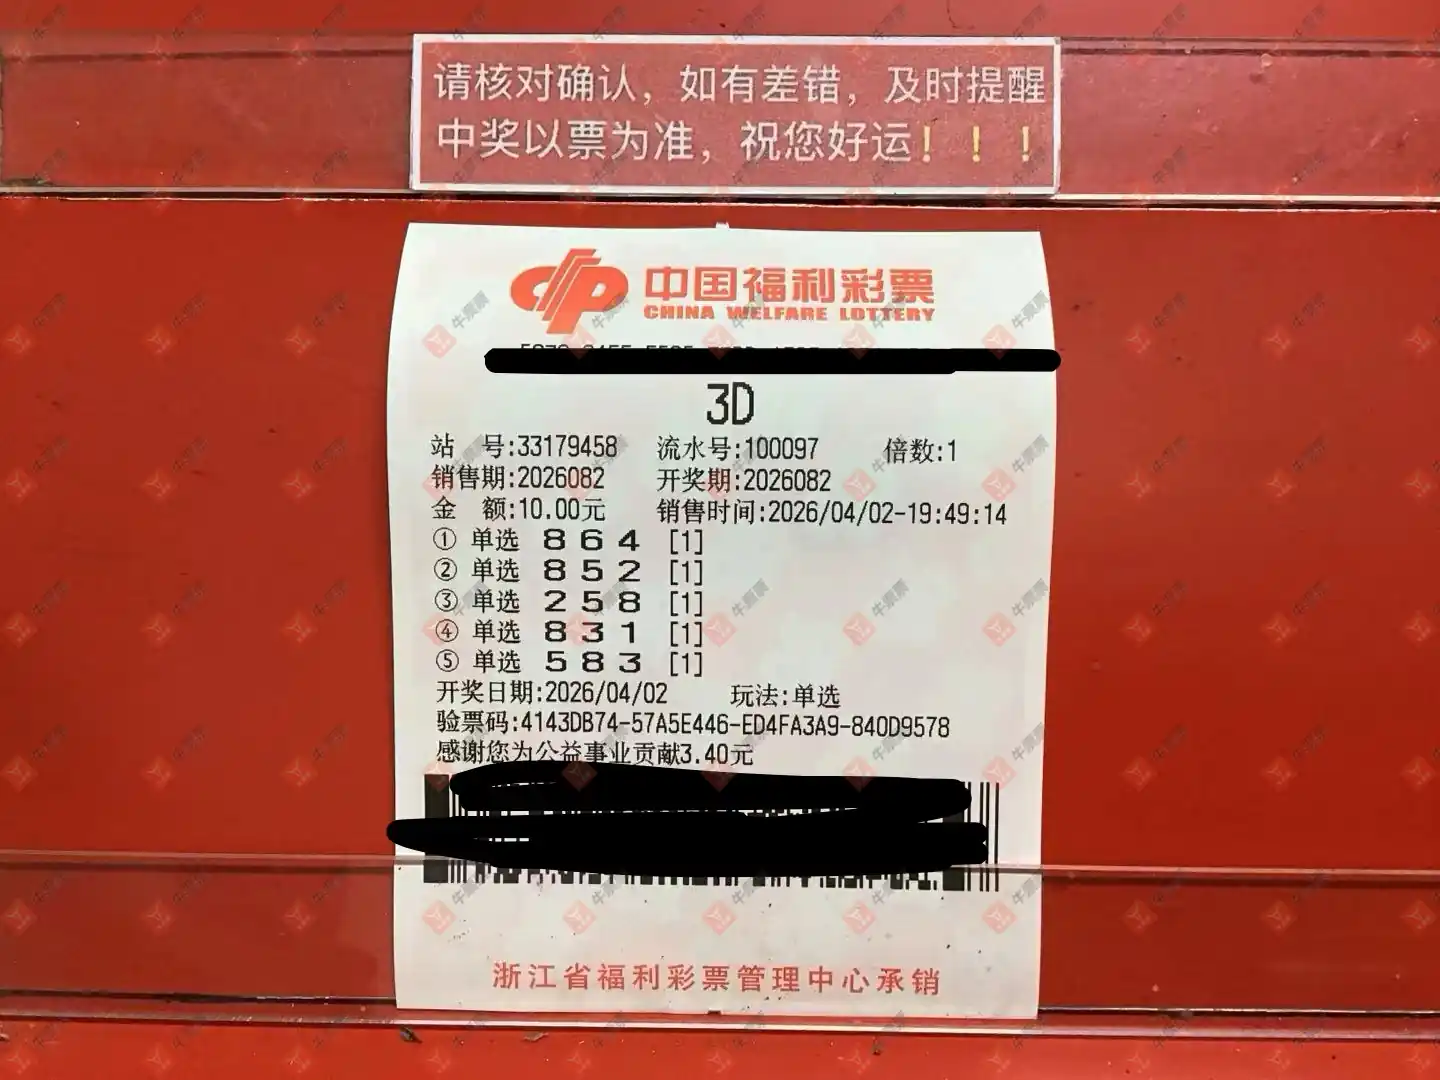 请核对确认，如有差错，及时提醒
中奖以票为准，祝您好运！！！
中国福利彩票
CHINA WELFARE LOTTERY
3D
站 号:33179458 流水号:100097 倍数:1
销售期:2026082 开奖期:2026082
金 额:10.00元 销售时间:2026/04/02-19:49:14
① 单选 8 6 4 [1]
② 单选 8 5 2 [1]
③ 单选 2 5 8 [1]
④ 单选 8 3 1 [1]
⑤ 单选 5 8 3 [1]
开奖日期:2026/04/02 玩法:单选
验票码:4143DB74-57A5E446-ED4FA3A9-840D9578
感谢您为公益事业贡献3.40元
浙江省福利彩票管理中心承销
牛票票